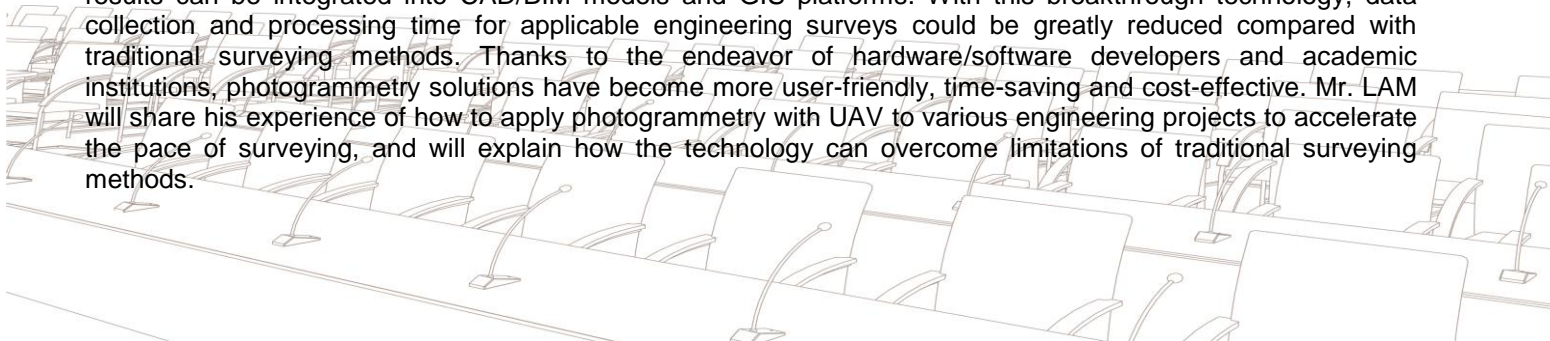 results can be integrated into CAD/BIM models and GIS platforms. With this breakthrough technology, data
collection and processing time for applicable engineering surveys could be greatly reduced compared with
traditional surveying methods. Thanks to the endeavor of hardware/software developers and academic
institutions, photogrammetry solutions have become more user-friendly, time-saving and cost-effective. Mr. LAM
will share his experience of how to apply photogrammetry with UAV to various engineering projects to accelerate
the pace of surveying, and will explain how the technology can overcome limitations of traditional surveying
methods.